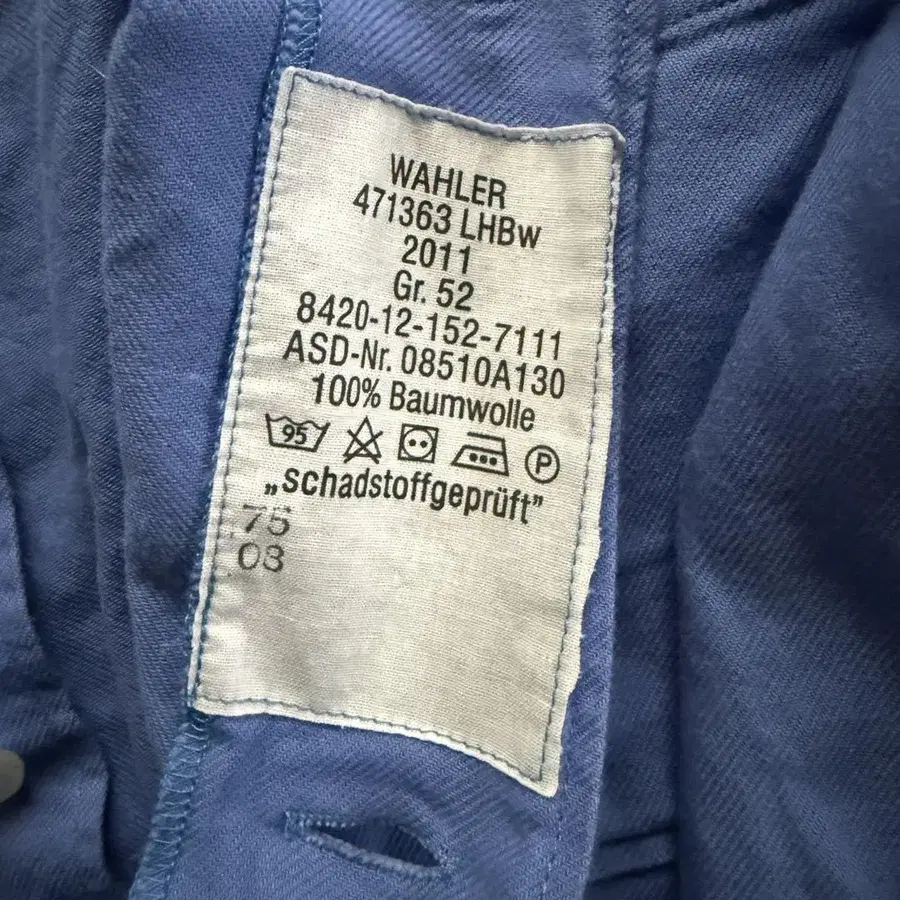 WAHLER
471363 LHBw
2011
Gr. 52
8420-12-152-7111
ASD-Nr. 08510A130
100% Baumwolle
95 P
„schadstoffgeprüft”
75
03